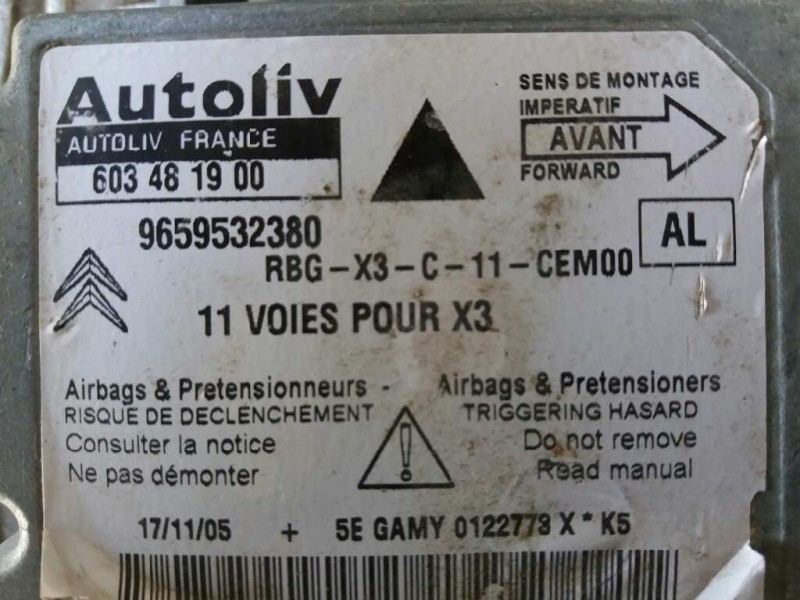 Autoliv
AUTOLIV FRANCE
603 48 19 00
SENS DE MONTAGE
IMPERATIF
AVANT
FORWARD
9659532380
AL
RBG-X3-C-11-CEM00
11 VOIES POUR X3
Airbags & Pretensionneurs -
RISQUE DE DECLENCHEMENT
Consulter la notice
Ne pas démonter
Airbags & Pretensioners
TRIGGERING HASARD
Do not remove
Read manual
17/11/05 + 5E GAMY 0122773 X * K5